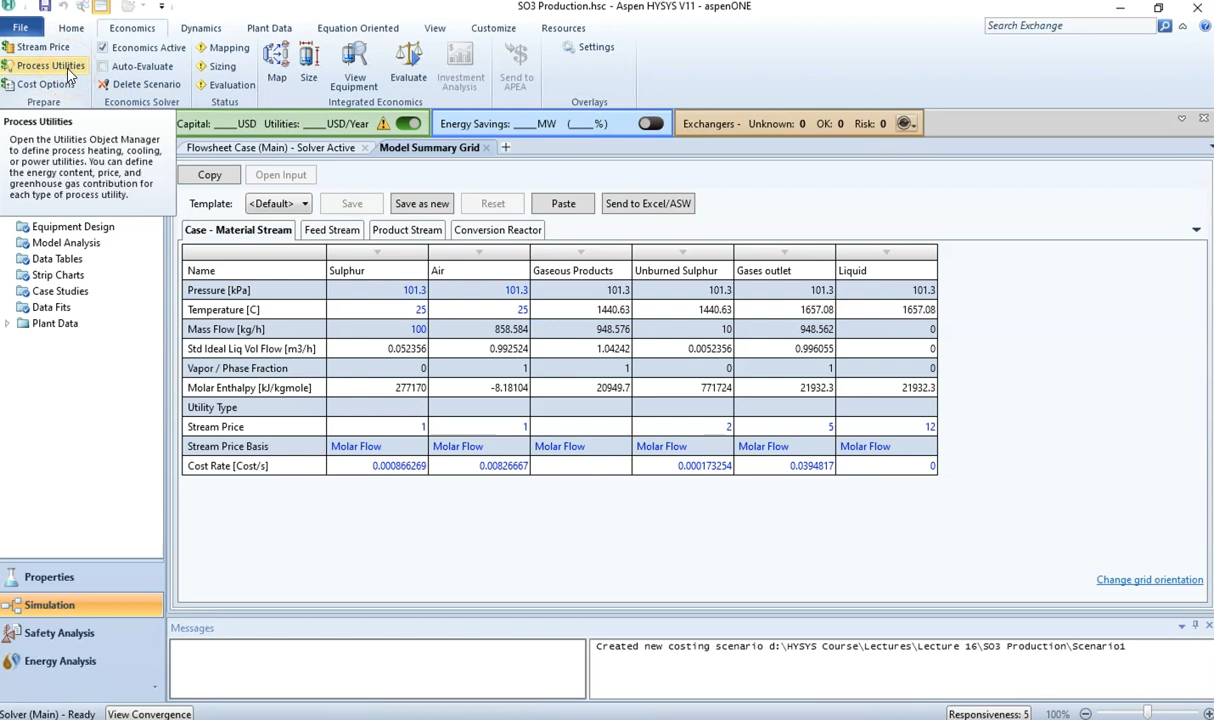 SO3 Production.hsc - Aspen HYSYS V11 - aspenONE
File Home Economics Dynamics Plant Data Equation Oriented View Customize Resources Search Exchange
Stream Price Economics Active Mapping Settings
Process Utilities Auto-Evaluate Sizing Map Size View Equipment Evaluate Investment Analysis Send to APEA
Cost Options Delete Scenario Evaluation
Prepare Economics Solver Status Integrated Economics Overlays
Process Utilities
Open the Utilities Object Manager
to define process heating, cooling,
or power utilities. You can define
the energy content, price, and
greenhouse gas contribution for
each type of process utility.
Capital: ____USD Utilities: ____USD/Year Energy Savings: ____MW (____%) Exchangers - Unknown: 0 OK: 0 Risk: 0
Flowsheet Case (Main) - Solver Active Model Summary Grid +
Copy Open Input
Template: <Default> Save Save as new Reset Paste Send to Excel/ASW
Equipment Design
Model Analysis
Data Tables
Strip Charts
Case Studies
Data Fits
Plant Data
Case - Material Stream Feed Stream Product Stream Conversion Reactor
Name Sulphur Air Gaseous Products Unburned Sulphur Gases outlet Liquid
Pressure [kPa] 101.3 101.3 101.3 101.3 101.3 101.3
Temperature [C] 25 25 1440.63 1440.63 1657.08 1657.08
Mass Flow [kg/h] 100 858.584 948.576 10 948.562 0
Std Ideal Liq Vol Flow [m3/h] 0.052356 0.992524 1.04242 0.0052356 0.996055 0
Vapor / Phase Fraction 0 1 1 0 1 0
Molar Enthalpy [kJ/kgmole] 277170 -8.18104 20949.7 771724 21932.3 21932.3
Utility Type
Stream Price 1 1 2 5 12
Stream Price Basis Molar Flow Molar Flow Molar Flow Molar Flow Molar Flow Molar Flow
Cost Rate [Cost/s] 0.000866269 0.00826667 0.000173254 0.0394817 0
Change grid orientation
Properties
Simulation
Safety Analysis
Energy Analysis
Messages
Created new costing scenario d:\HYSYS Course\Lectures\Lecture 16\SO3 Production\Scenario1
Solver (Main) - Ready View Convergence Responsiveness: 5 100%